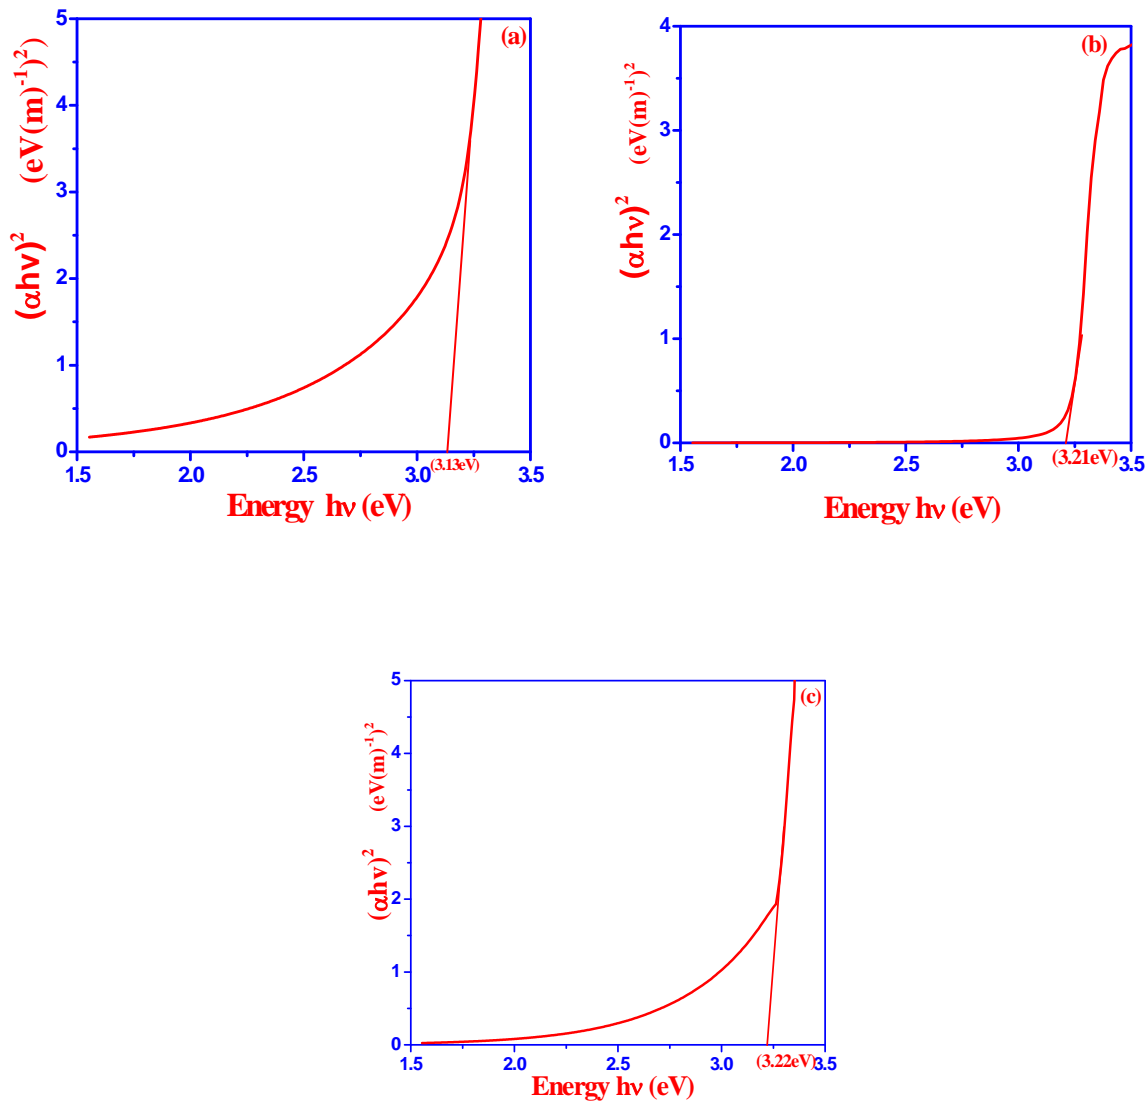 (a)
(αhν)² (eV(m)⁻¹)²)
5
4
3
2
1
0
1.5 2.0 2.5 3.0 3.5
(3.13eV)
Energy hν (eV)
(b)
(αhν)² (eV(m)⁻¹)²
4
3
2
1
0
1.5 2.0 2.5 3.0 3.5
(3.21eV)
Energy hν (eV)
(c)
(αhν)² (eV(m)⁻¹)²
5
4
3
2
1
0
1.5 2.0 2.5 3.0 3.5
(3.22eV)
Energy hν (eV)